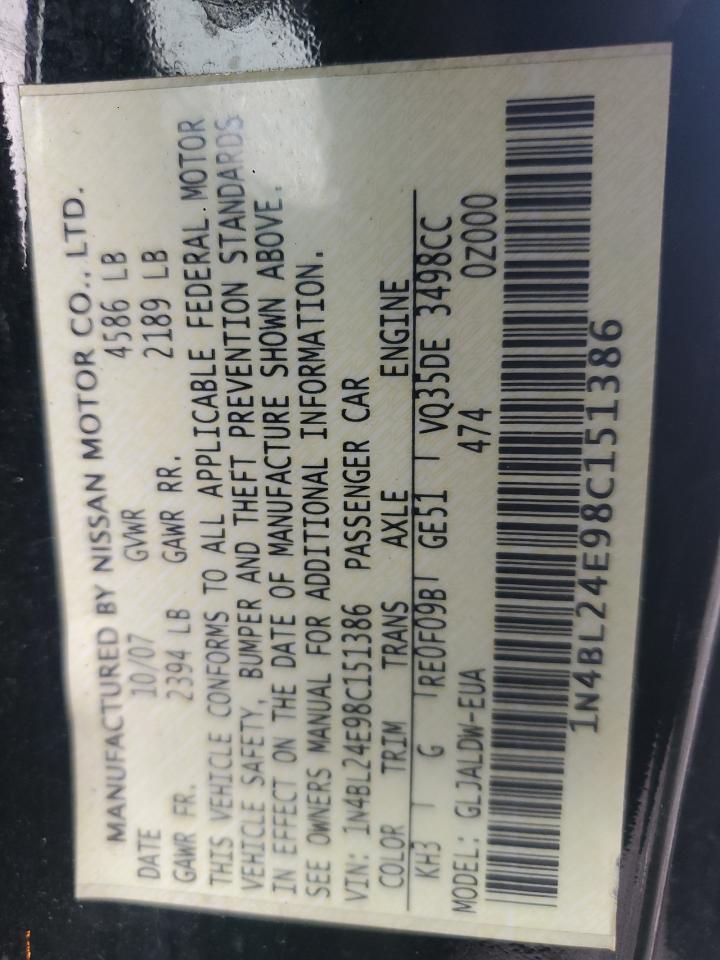 MANUFACTURED BY NISSAN MOTOR CO., LTD.
DATE 10/07 GVWR 4586 LB
GAWR FR. 2394 LB GAWR RR. 2189 LB
THIS VEHICLE CONFORMS TO ALL APPLICABLE FEDERAL MOTOR
VEHICLE SAFETY, BUMPER AND THEFT PREVENTION STANDARDS
IN EFFECT ON THE DATE OF MANUFACTURE SHOWN ABOVE.
SEE OWNERS MANUAL FOR ADDITIONAL INFORMATION.
VIN: 1N4BL24E98C151386 PASSENGER CAR
COLOR TRIM TRANS AXLE ENGINE
KH3 G RE0F09B GE51 VQ35DE 3498CC
MODEL: GLJALDW-EUA 474 0Z000
1N4BL24E98C151386